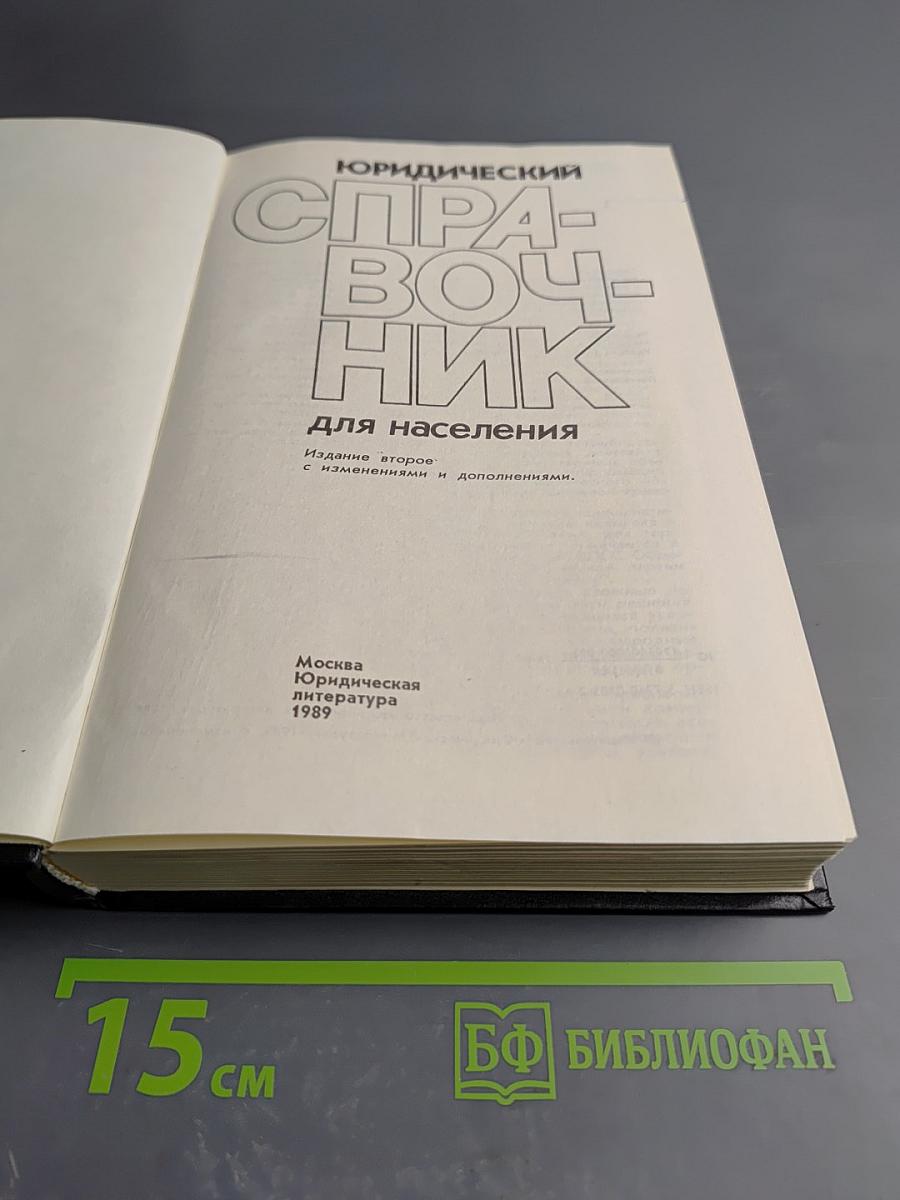 ЮРИДИЧЕСКИЙ
СПРА-
ВОЧ-
НИК
для населения
Издание второе
с изменениями и дополнениями.
Москва
Юридическая
литература
1989
15 см
БФ БИБЛИОФАН